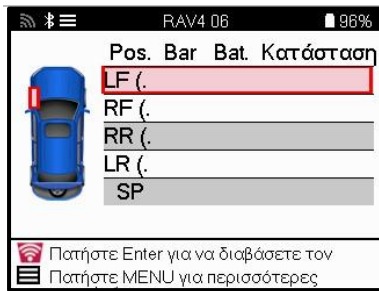 RAV4 06 96%
Pos. Bar Bat. Κατάσταση
LF (.
RF (.
RR (.
LR (.
SP
Πατήστε Enter για να διαβάσετε τον
Πατήστε MENU για περισσότερες